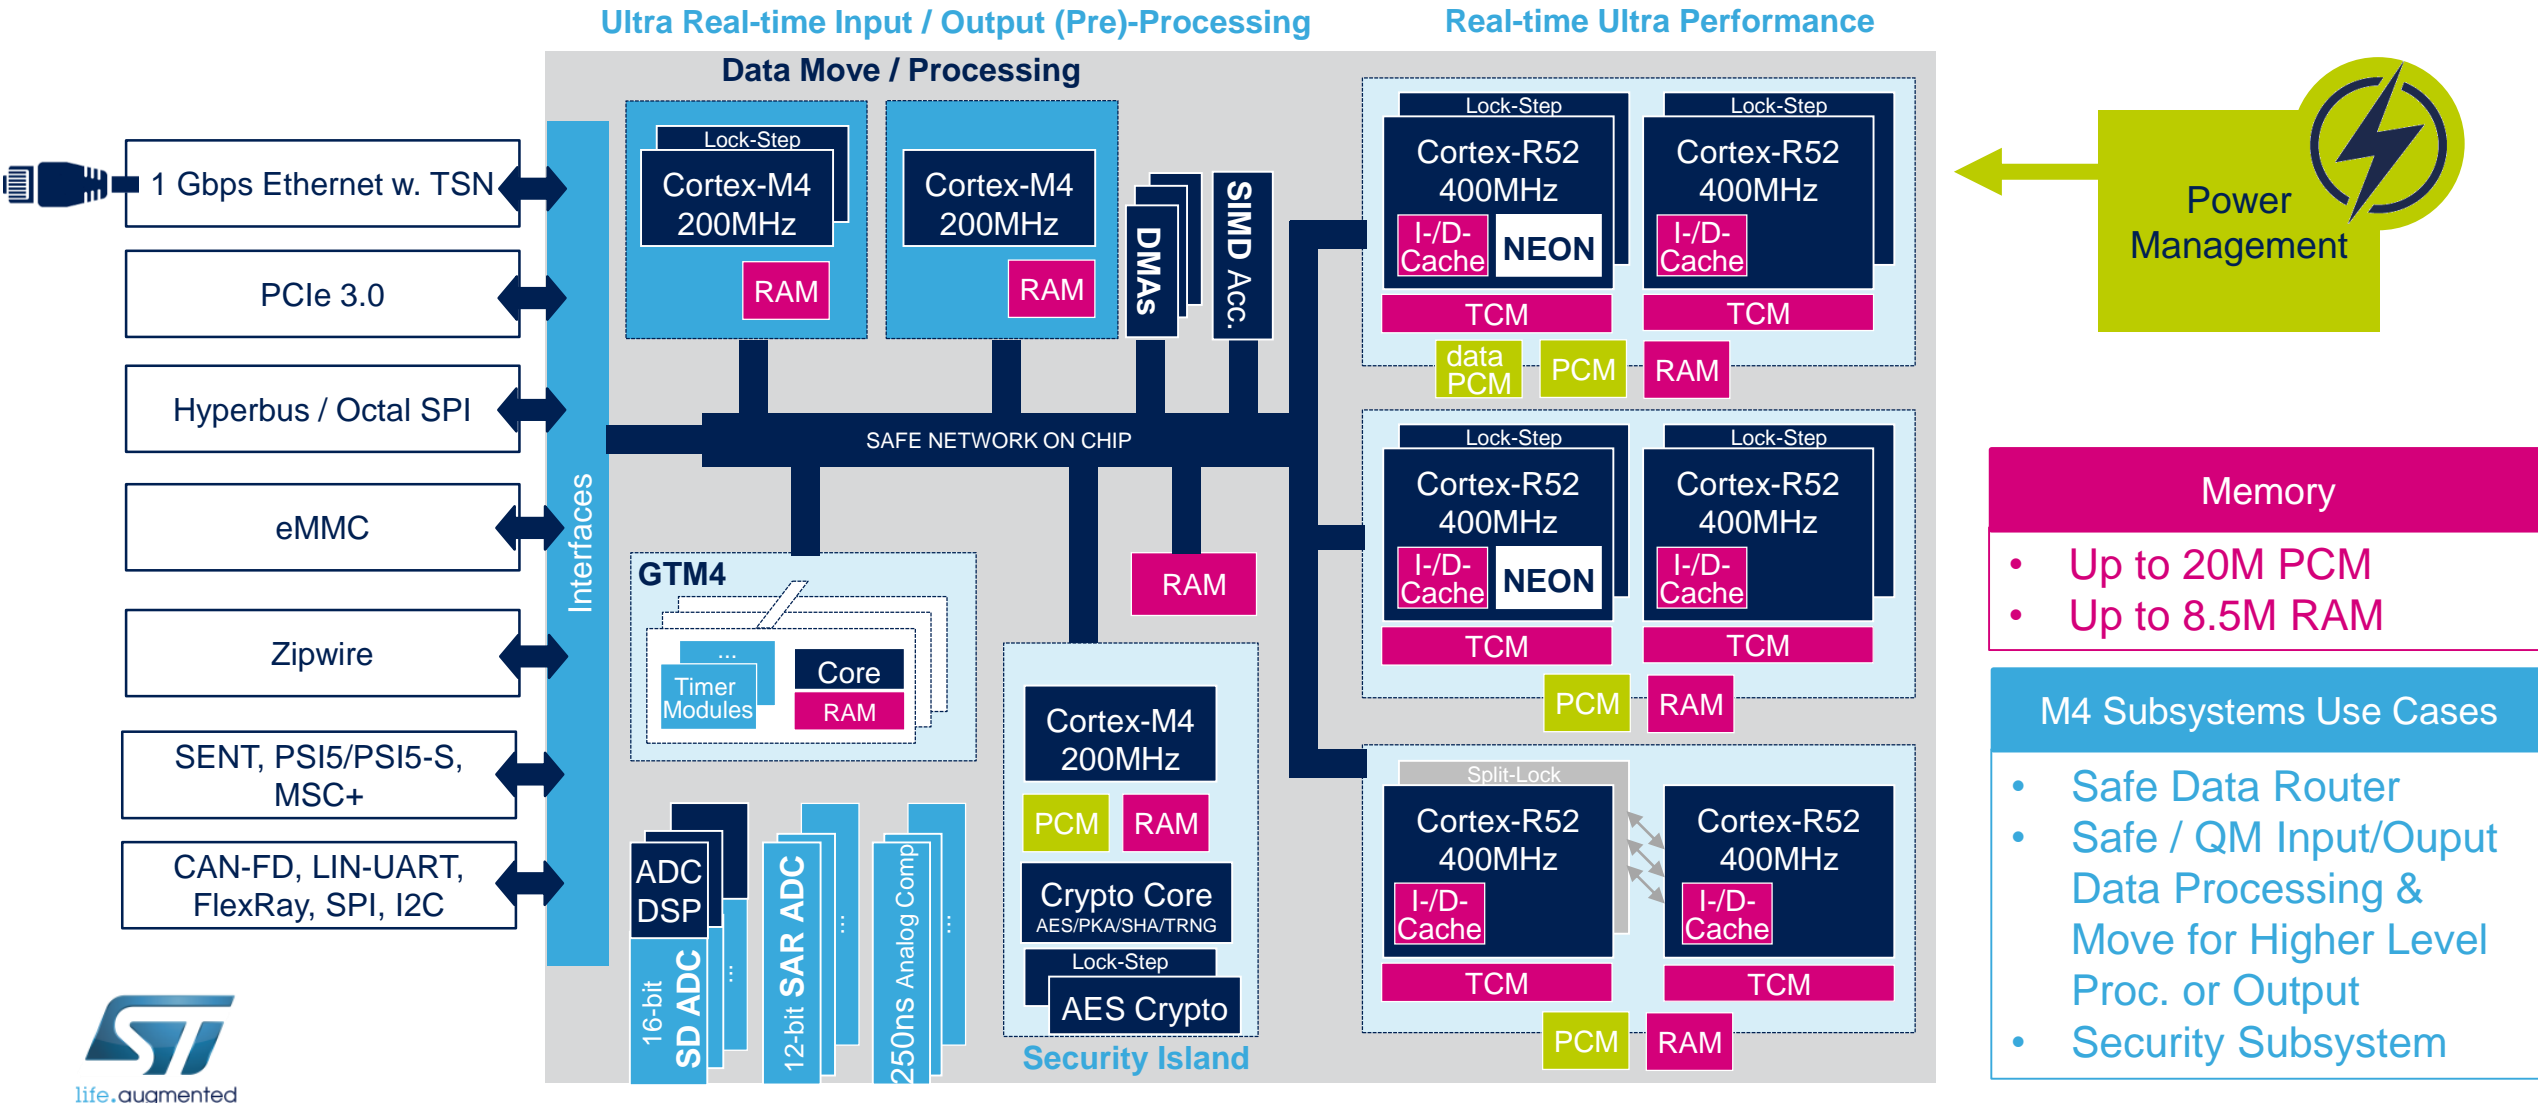 Ultra Real-time Input / Output (Pre)-Processing
Real-time Ultra Performance
Data Move / Processing
1 Gbps Ethernet w. TSN
PCIe 3.0
Hyperbus / Octal SPI
eMMC
Zipwire
SENT, PSI5/PSI5-S,
MSC+
CAN-FD, LIN-UART,
FlexRay, SPI, I2C
Interfaces
Lock-Step
Cortex-M4
200MHz
RAM
Cortex-M4
200MHz
RAM
DMAs
SIMD Acc.
SAFE NETWORK ON CHIP
GTM4
...
Timer
Modules
Core
RAM
RAM
ADC
DSP
16-bit
SD ADC
...
12-bit SAR ADC
...
250ns Analog Comp
...
Cortex-M4
200MHz
PCM
RAM
Crypto Core
AES/PKA/SHA/TRNG
Lock-Step
AES Crypto
Security Island
Lock-Step
Cortex-R52
400MHz
I-/D-
Cache
NEON
TCM
Lock-Step
Cortex-R52
400MHz
I-/D-
Cache
TCM
data
PCM
PCM
RAM
Lock-Step
Cortex-R52
400MHz
I-/D-
Cache
NEON
TCM
Lock-Step
Cortex-R52
400MHz
I-/D-
Cache
TCM
PCM
RAM
Split-Lock
Cortex-R52
400MHz
I-/D-
Cache
TCM
Cortex-R52
400MHz
I-/D-
Cache
TCM
PCM
RAM
Power
Management
Memory
• Up to 20M PCM
• Up to 8.5M RAM
M4 Subsystems Use Cases
• Safe Data Router
• Safe / QM Input/Ouput
Data Processing &
Move for Higher Level
Proc. or Output
• Security Subsystem
ST
life.augmented